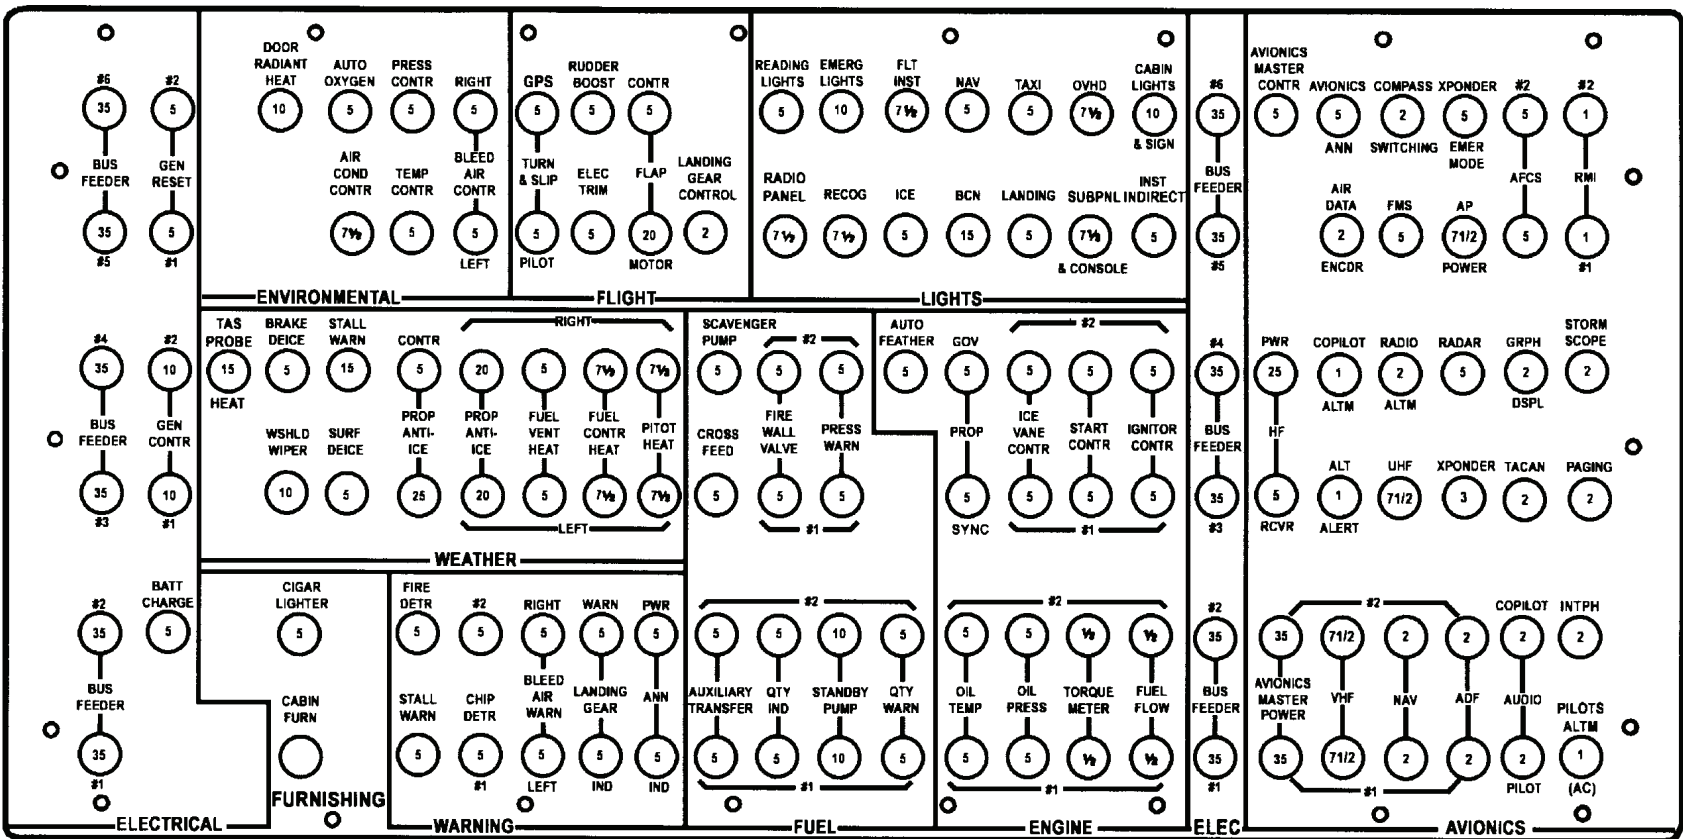 DOOR
RADIANT
HEAT
AUTO
OXYGEN
PRESS
CONTR
RIGHT
GPS
RUDDER
BOOST
CONTR
READING
LIGHTS
EMERG
LIGHTS
FLT
INST
NAV
TAXI
OVHD
CABIN
LIGHTS
AVIONICS
MASTER
CONTR
AVIONICS
COMPASS
XPONDER
#2
#2
#6 #2
#6
35 5 10 5 5 5 5 5 5 5 10 7½ 5 5 7½ 10 35 5 5 2 5 5 1
& SIGN
ANN
SWITCHING
EMER
MODE
BUS
FEEDER
GEN
RESET
AIR
COND
CONTR
TEMP
CONTR
BLEED
AIR
CONTR
TURN
& SLIP
ELEC
TRIM
FLAP
LANDING
GEAR
CONTROL
RADIO
PANEL
RECOG
ICE
BCN
LANDING
SUBPNL
INST
INDIRECT
BUS
FEEDER
AIR
DATA
FMS
AP
AFCS
RMI
35 5 7½ 5 5 5 5 20 2 7½ 7½ 5 15 5 7½ 5 35 2 5 71/2 5 1
#5 #1
LEFT
PILOT
MOTOR
& CONSOLE
#5
ENCDR
POWER
#1
ENVIRONMENTAL
FLIGHT
LIGHTS
TAS
PROBE
BRAKE
DEICE
STALL
WARN
CONTR
RIGHT
SCAVENGER
PUMP
#2
AUTO
FEATHER
GOV
#2
#4 #2
#4
PWR
COPILOT
RADIO
RADAR
GRPH
STORM
SCOPE
35 10 15 5 15 5 20 5 7½ 7½ 5 5 5 5 5 5 5 5 35 25 1 2 5 2 2
HEAT
ALTM
ALTM
DSPL
BUS
FEEDER
GEN
CONTR
WSHLD
WIPER
SURF
DEICE
PROP
ANTI-
ICE
PROP
ANTI-
ICE
FUEL
VENT
HEAT
FUEL
CONTR
HEAT
PITOT
HEAT
CROSS
FEED
FIRE
WALL
VALVE
PRESS
WARN
PROP
ICE
VANE
CONTR
START
CONTR
IGNITOR
CONTR
BUS
FEEDER
HF
ALT
UHF
XPONDER
TACAN
PAGING
35 10 10 5 25 20 5 7½ 7½ 5 5 5 5 5 5 5 35 5 1 71/2 3 2 2
#3 #1
LEFT
#1
SYNC
#1
#3
RCVR
ALERT
WEATHER
BATT
CHARGE
CIGAR
LIGHTER
FIRE
DETR
#2
RIGHT
WARN
PWR
#2
#2
#2
#2
#2
COPILOT
INTPH
35 5 5 5 5 5 5 5 5 5 10 5 5 5 ½ ½ 35 35 71/2 2 2 2 2
BUS
FEEDER
CABIN
FURN
STALL
WARN
CHIP
DETR
BLEED
AIR
WARN
LANDING
GEAR
ANN
AUXILIARY
TRANSFER
QTY
IND
STANDBY
PUMP
QTY
WARN
OIL
TEMP
OIL
PRESS
TORQUE
METER
FUEL
FLOW
BUS
FEEDER
AVIONICS
MASTER
POWER
VHF
NAV
ADF
AUDIO
PILOTS
ALTM
35 5 5 5 5 5 5 5 10 5 5 5 ½ ½ 35 35 71/2 2 2 2 1
#1
#1
LEFT
IND
IND
#1
#1
#1
#1
PILOT
(AC)
FURNISHING
ELECTRICAL
WARNING
FUEL
ENGINE
ELEC
AVIONICS